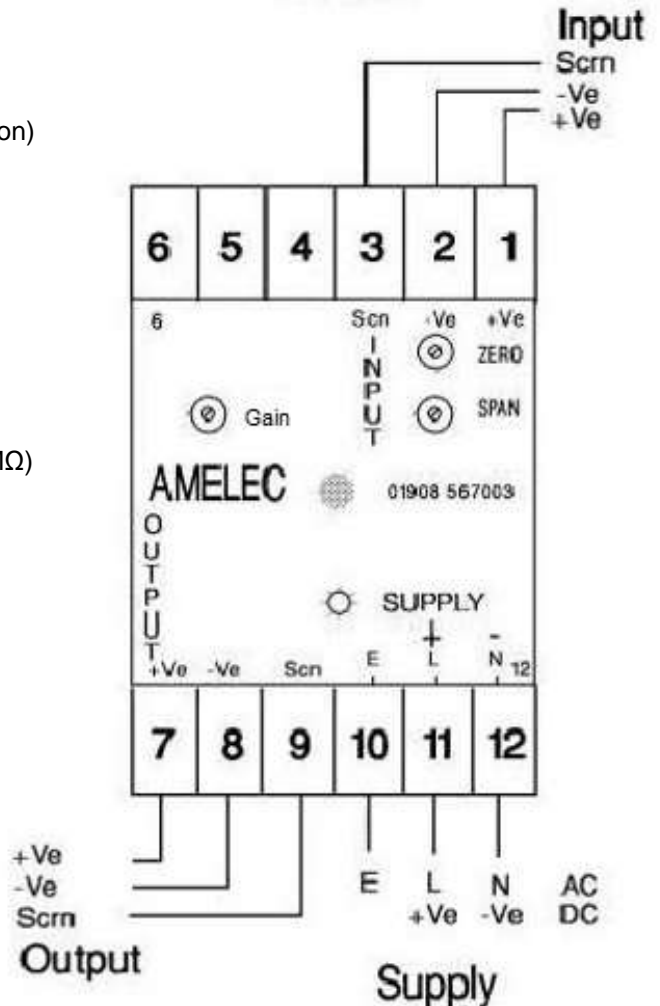 Input
Scrn
-Ve
+Ve
on)
6 5 4 3 2 1
6 Scn -Ve +Ve
INPUT
ZERO
SPAN
Gain
MΩ)
AMELEC 01908 567003
OUTPUT
SUPPLY
+ -
+Ve -Ve Scn E L N 12
7 8 9 10 11 12
+Ve
-Ve
Scrn
Output
E L N AC
+Ve -Ve DC
Supply